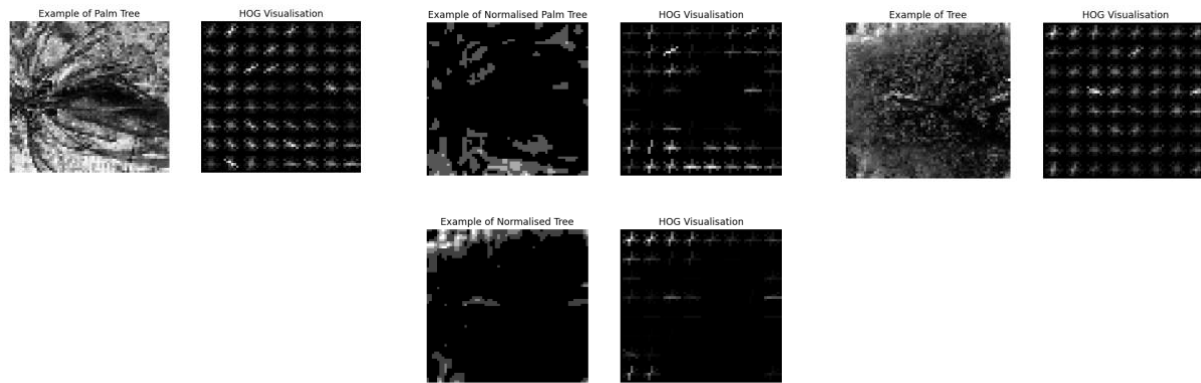 Example of Palm Tree
HOG Visualisation
Example of Normalised Palm Tree
HOG Visualisation
Example of Tree
HOG Visualisation
Example of Normalised Tree
HOG Visualisation